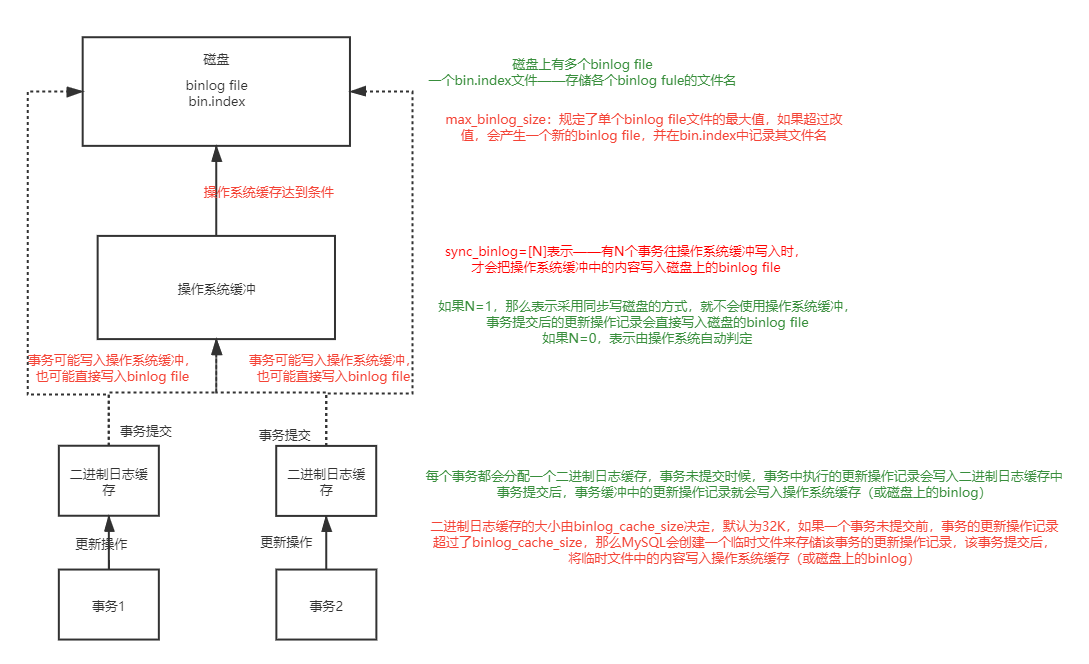 磁盘
binlog file
bin.index
磁盘上有多个binlog file
一个bin.index文件——存储各个binlog fule的文件名
max_binlog_size：规定了单个binlog file文件的最大值，如果超过改
值，会产生一个新的binlog file，并在bin.index中记录其文件名
操作系统缓存达到条件
操作系统缓冲
sync_binlog=[N]表示——有N个事务往操作系统缓冲写入时，
才会把操作系统缓冲中的内容写入磁盘上的binlog file
如果N=1，那么表示采用同步写磁盘的方式，就不会使用操作系统缓冲，
事务提交后的更新操作记录会直接写入磁盘的binlog file
如果N=0，表示由操作系统自动判定
事务可能写入操作系统缓冲，
也可能直接写入binlog file
事务可能写入操作系统缓冲，
也可能直接写入binlog file
事务提交
事务提交
二进制日志缓
存
二进制日志缓
存
每个事务都会分配一个二进制日志缓存，事务未提交时候，事务中执行的更新操作记录会写入二进制日志缓存中
事务提交后，事务缓存中的更新操作记录就会写入操作系统缓存（或磁盘上的binlog）
二进制日志缓存的大小由binlog_cache_size决定，默认为32K，如果一个事务未提交前，事务的更新操作记录
超过了binlog_cache_size，那么MySQL会创建一个临时文件来存储该事务的更新操作记录，该事务提交后，
将临时文件中的内容写入操作系统缓存（或磁盘上的binlog）
更新操作
更新操作
事务1
事务2